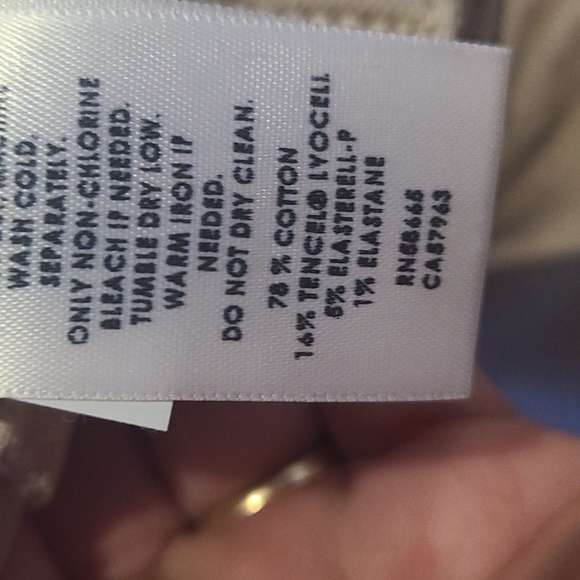 WASH COLD.
SEPARATELY.
ONLY NON-CHLORINE
BLEACH IF NEEDED.
TUMBLE DRY LOW.
WARM IRON IF
NEEDED.
DO NOT DRY CLEAN.
78 % COTTON
16% TENCEL® LYOCELL
5% ELASTERELL-P
1% ELASTANE
CA57963